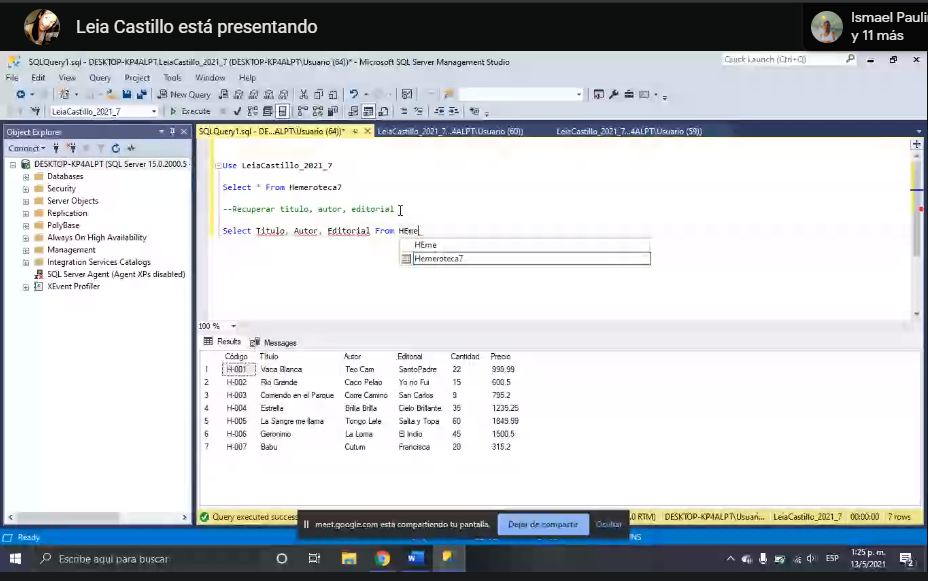 Leia Castillo está presentando
Ismael Pauli
y 11 más
SQLQuery1.sql - DESKTOP-KP4ALPT.LeiaCastillo_2021_7 (DESKTOP-KP4ALPT\Usuario (64))* - Microsoft SQL Server Management Studio
Quick Launch (Ctrl+Q)
File Edit View Query Project Tools Window Help
New Query
LeiaCastillo_2021_7 Execute
Object Explorer
SQLQuery1.sql - DE...ALPT\Usuario (64))* LeiaCastillo_2021_7...4ALPT\Usuario (60)) LeiaCastillo_2021_7...4ALPT\Usuario (59))
Connect
DESKTOP-KP4ALPT (SQL Server 15.0.2000.5 -
Databases
Security
Server Objects
Replication
PolyBase
Always On High Availability
Management
Integration Services Catalogs
SQL Server Agent (Agent XPs disabled)
XEvent Profiler
Use LeiaCastillo_2021_7
Select * From Hemeroteca7
--Recuperar titulo, autor, editorial
Select Titulo, Autor, Editorial From HEme
HEme
Hemeroteca7
100 %
Results Messages
Código Título Autor Editorial Cantidad Precio
1 H-001 Vaca Blanca Teo Cam SantoPadre 22 999.99
2 H-002 Rio Grande Caco Pelao Yo no Fui 15 600.5
3 H-003 Corriendo en el Parque Corre Camino San Carlos 9 795.2
4 H-004 Estrella Brilla Brilla Cielo Brillante 35 1235.25
5 H-005 La Sangre me llama Tongo Lele Salta y Topa 60 1849.99
6 H-006 Geronimo La Loma El Indio 45 1500.5
7 H-007 Babu Cutum Francisca 20 315.2
Query executed success
meet.google.com está compartiendo tu pantalla.
Dejar de compartir
Ocultar
.0 RTM) DESKTOP-KP4ALPT\Usuari... LeiaCastillo_2021_7 00:00:00 7 rows
Ready
INS
Escribe aquí para buscar
ESP
1:25 p. m.
13/5/2021